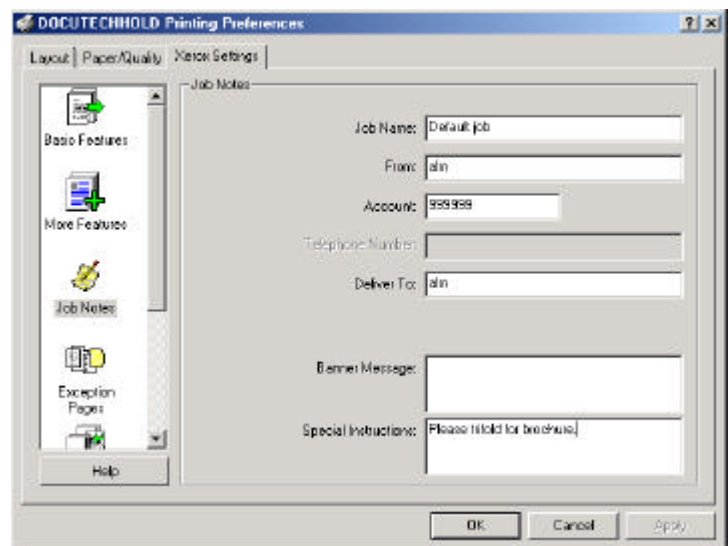 DOCUTECHHOLD Printing Preferences
Layout
Paper/Quality
Xerox Settings
Basic Features
More Features
Job Notes
Exception
Pages
Help
Job Notes
Job Name: Default job
From: alm
Account: 999999
Telephone Number:
Deliver To: alm
Banner Message:
Special Instructions: Please trifold for brochure.
OK
Cancel
Apply